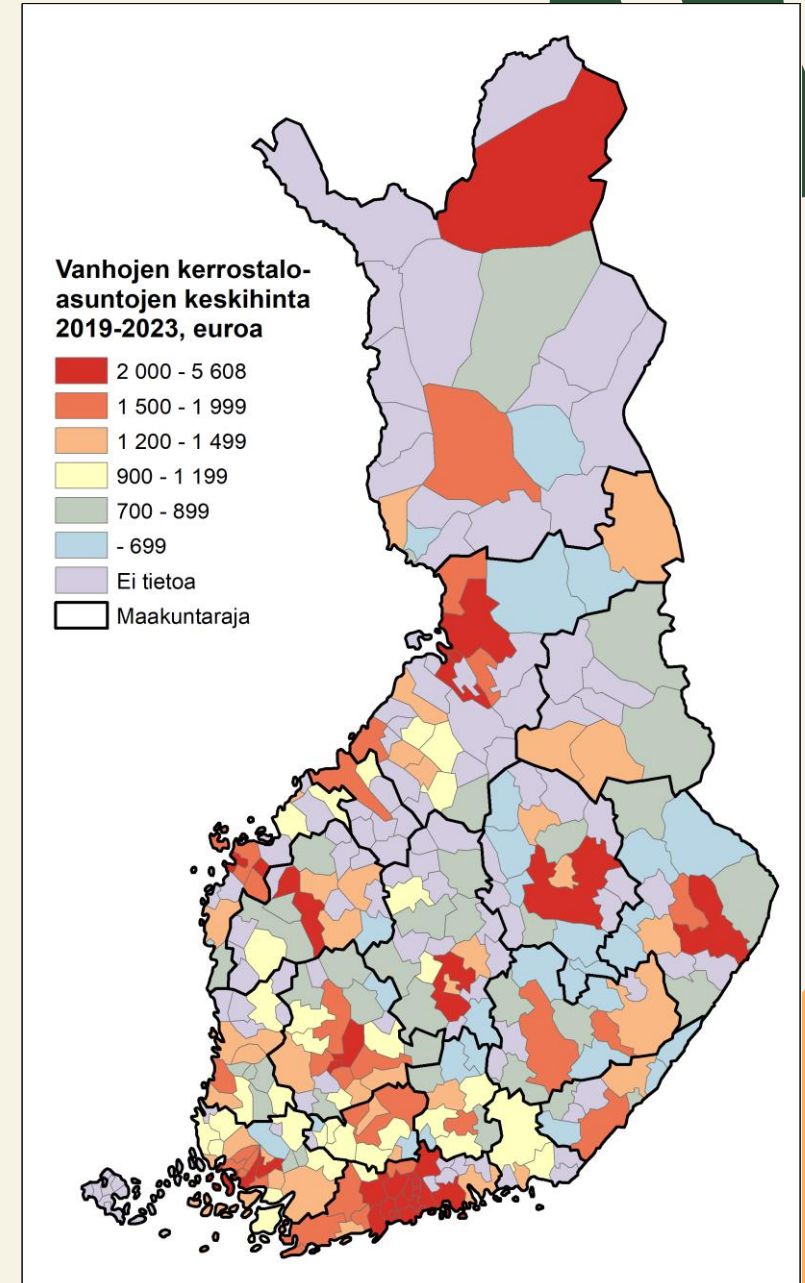 Vanhojen kerrostalo-
asuntojen keskihinta
2019-2023, euroa
2 000 - 5 608
1 500 - 1 999
1 200 - 1 499
900 - 1 199
700 - 899
- 699
Ei tietoa
Maakuntaraja